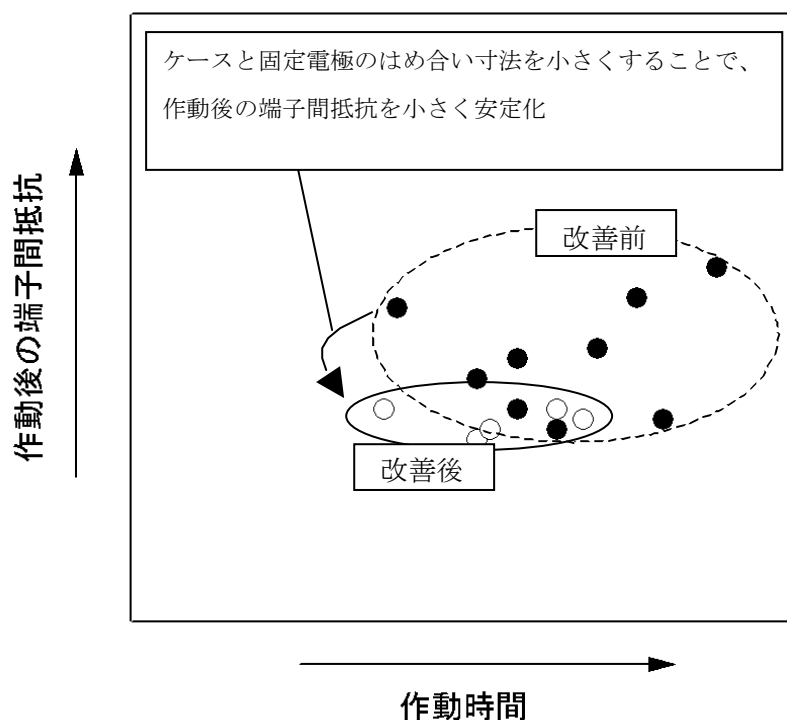 ケースと固定電極のはめ合い寸法を小さくすることで、
作動後の端子間抵抗を小さく安定化
改善前
作動後の端子間抵抗
改善後
作動時間